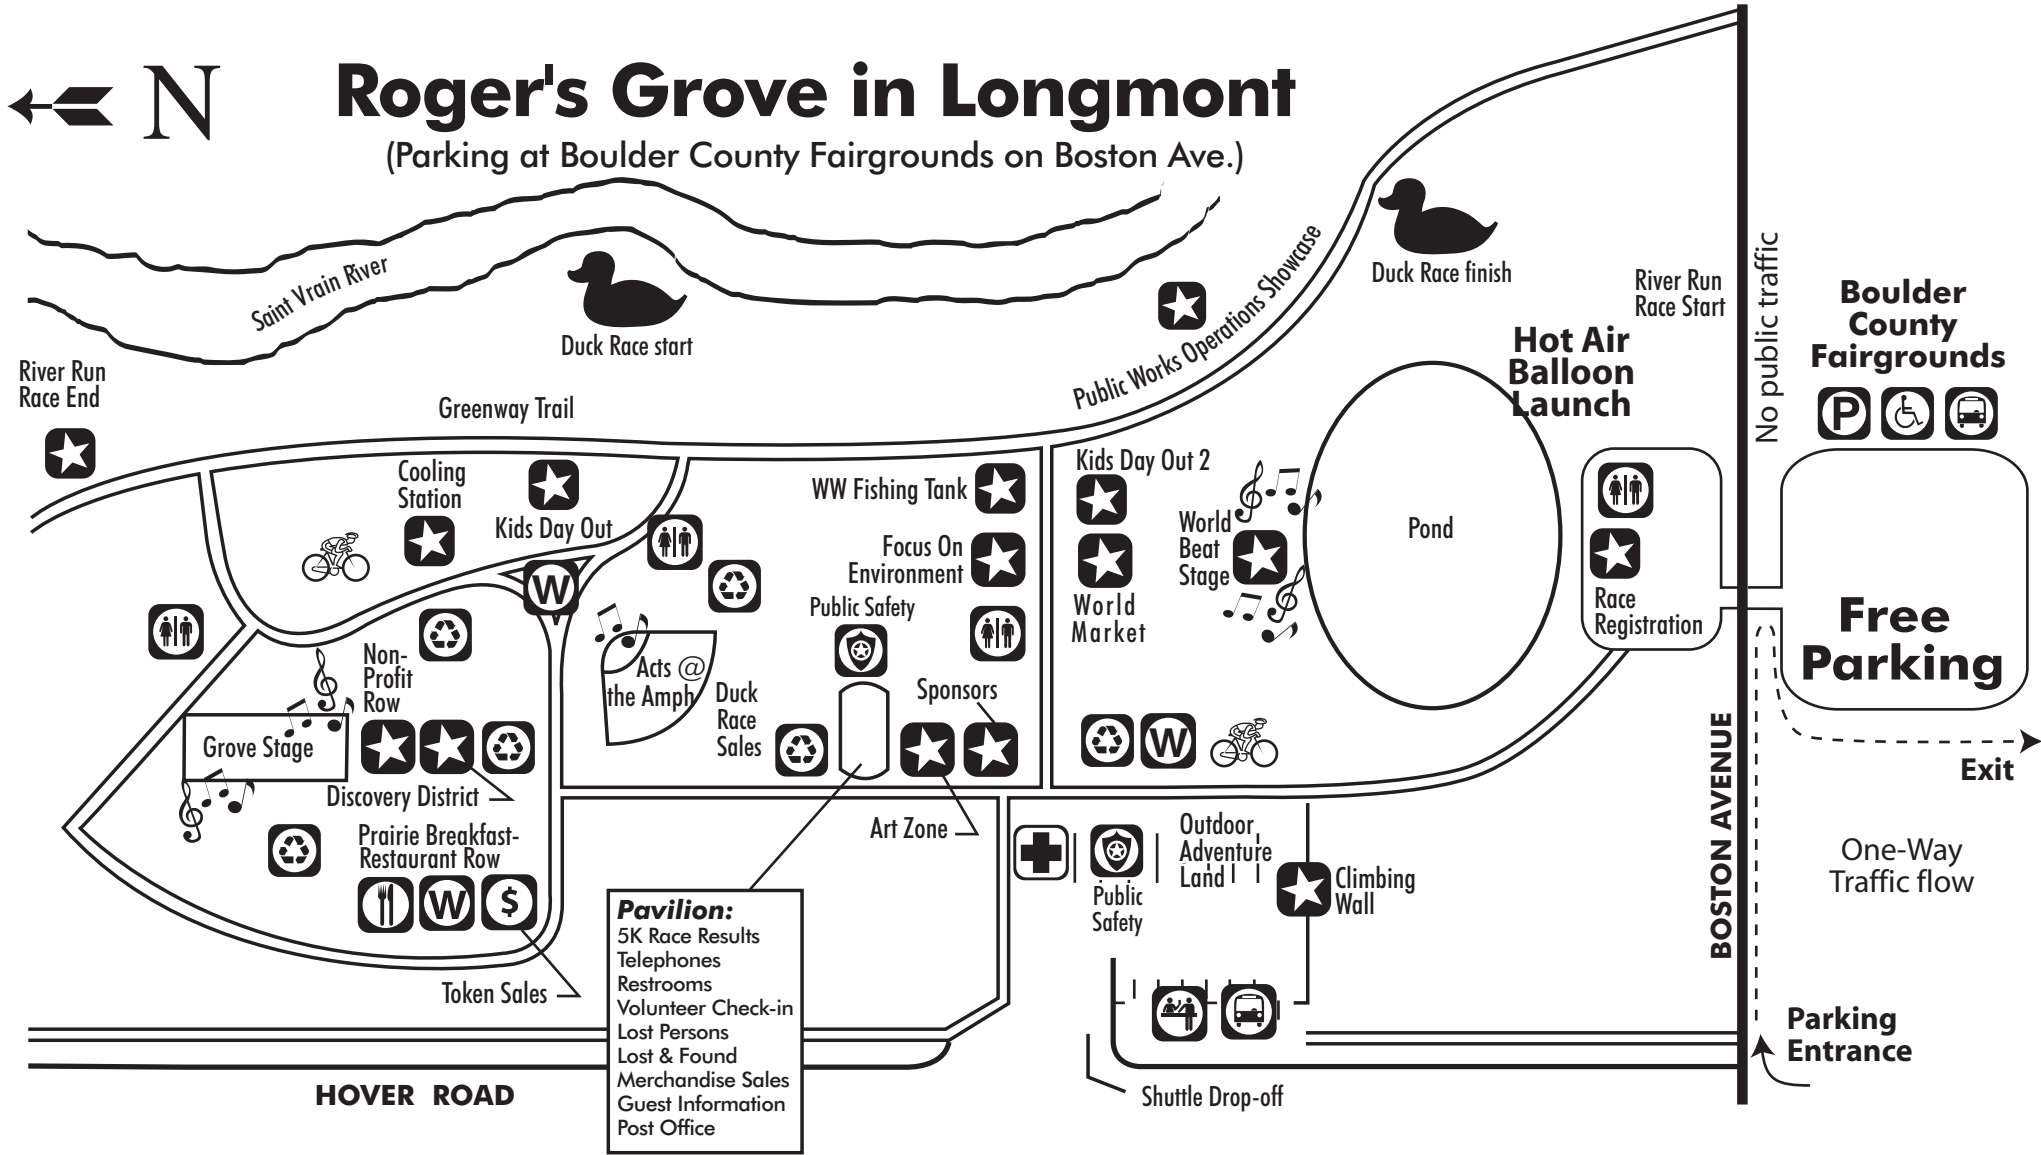 N
Roger's Grove in Longmont
(Parking at Boulder County Fairgrounds on Boston Ave.)
Saint Vrain River
Duck Race start
Public Works Operations Showcase
Duck Race finish
River Run
Race Start
No public traffic
Boulder
County
Fairgrounds
P
Hot Air
Balloon
Launch
River Run
Race End
Greenway Trail
Cooling
Station
Kids Day Out
W
WW Fishing Tank
Focus On
Environment
Public Safety
Kids Day Out 2
World
Beat
Stage
World
Market
Pond
Race
Registration
Free
Parking
Exit
Non-
Profit
Row
Grove Stage
Discovery District
Acts @
the Amph
Duck
Race
Sales
Sponsors
Art Zone
W
Prairie Breakfast-
Restaurant Row
W
$
Token Sales
Outdoor
Adventure
Land
Public
Safety
Climbing
Wall
BOSTON AVENUE
One-Way
Traffic flow
Parking
Entrance
Pavilion:
5K Race Results
Telephones
Restrooms
Volunteer Check-in
Lost Persons
Lost & Found
Merchandise Sales
Guest Information
Post Office
HOVER ROAD
Shuttle Drop-off